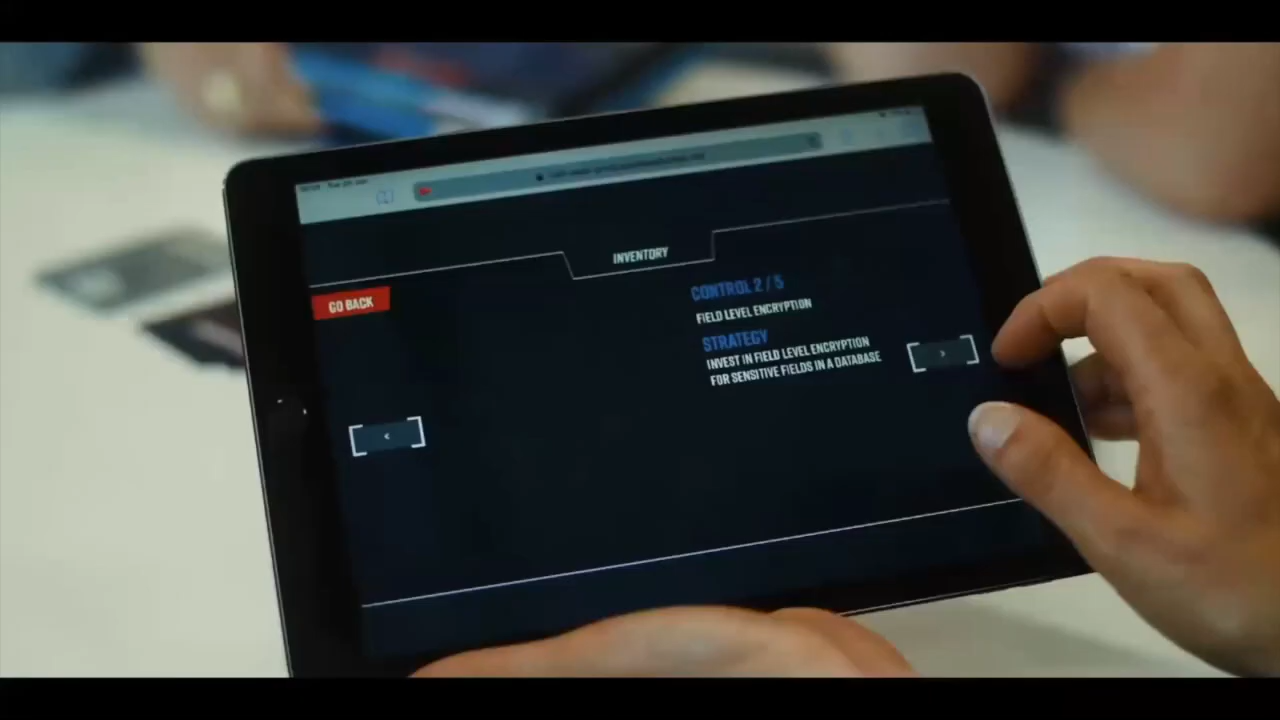 INVENTORY
GO BACK
CONTROL 2 / 5
FIELD LEVEL ENCRYPTION
STRATEGY
INVEST IN FIELD LEVEL ENCRYPTION
FOR SENSITIVE FIELDS IN A DATABASE
>
<